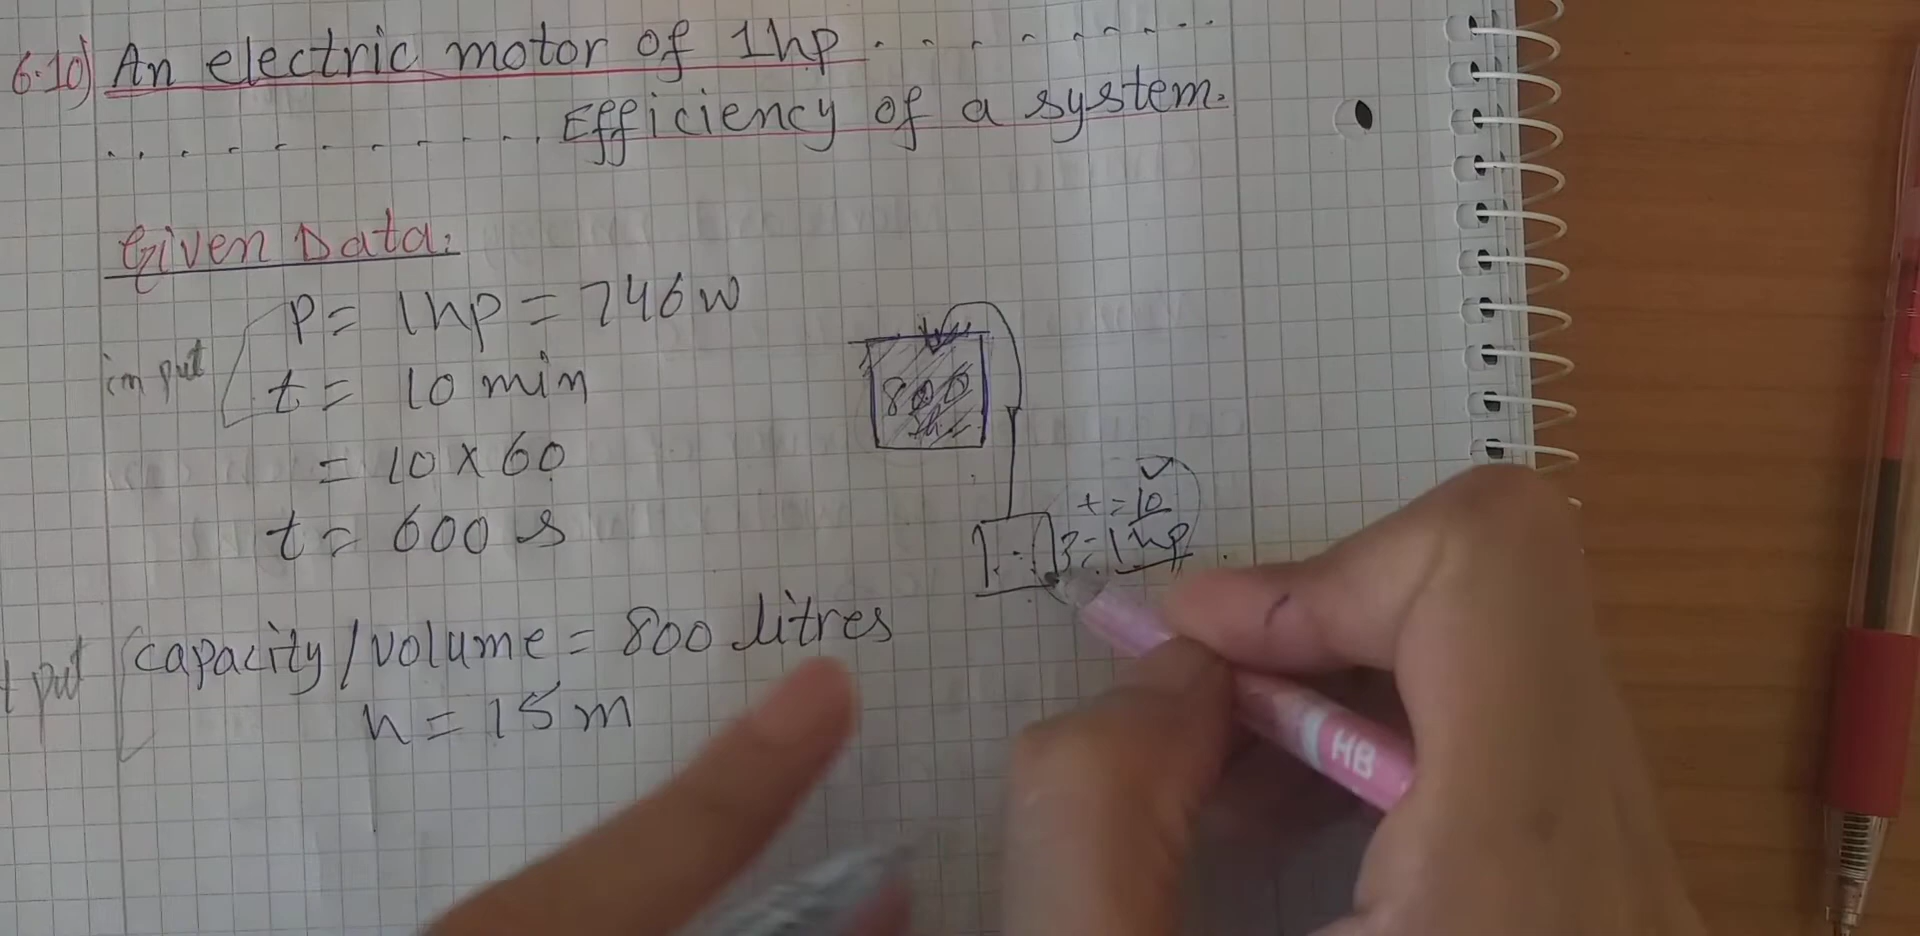 6.10) An electric motor of 1hp ..........
.......... Efficiency of a system.
Given Data:
P = 1hp = 746w
input
t = 10 min
= 10 x 60
t = 600 s
capacity/volume = 800 litres
put
h = 15 m
800
t = 10
P = 1hp
HB